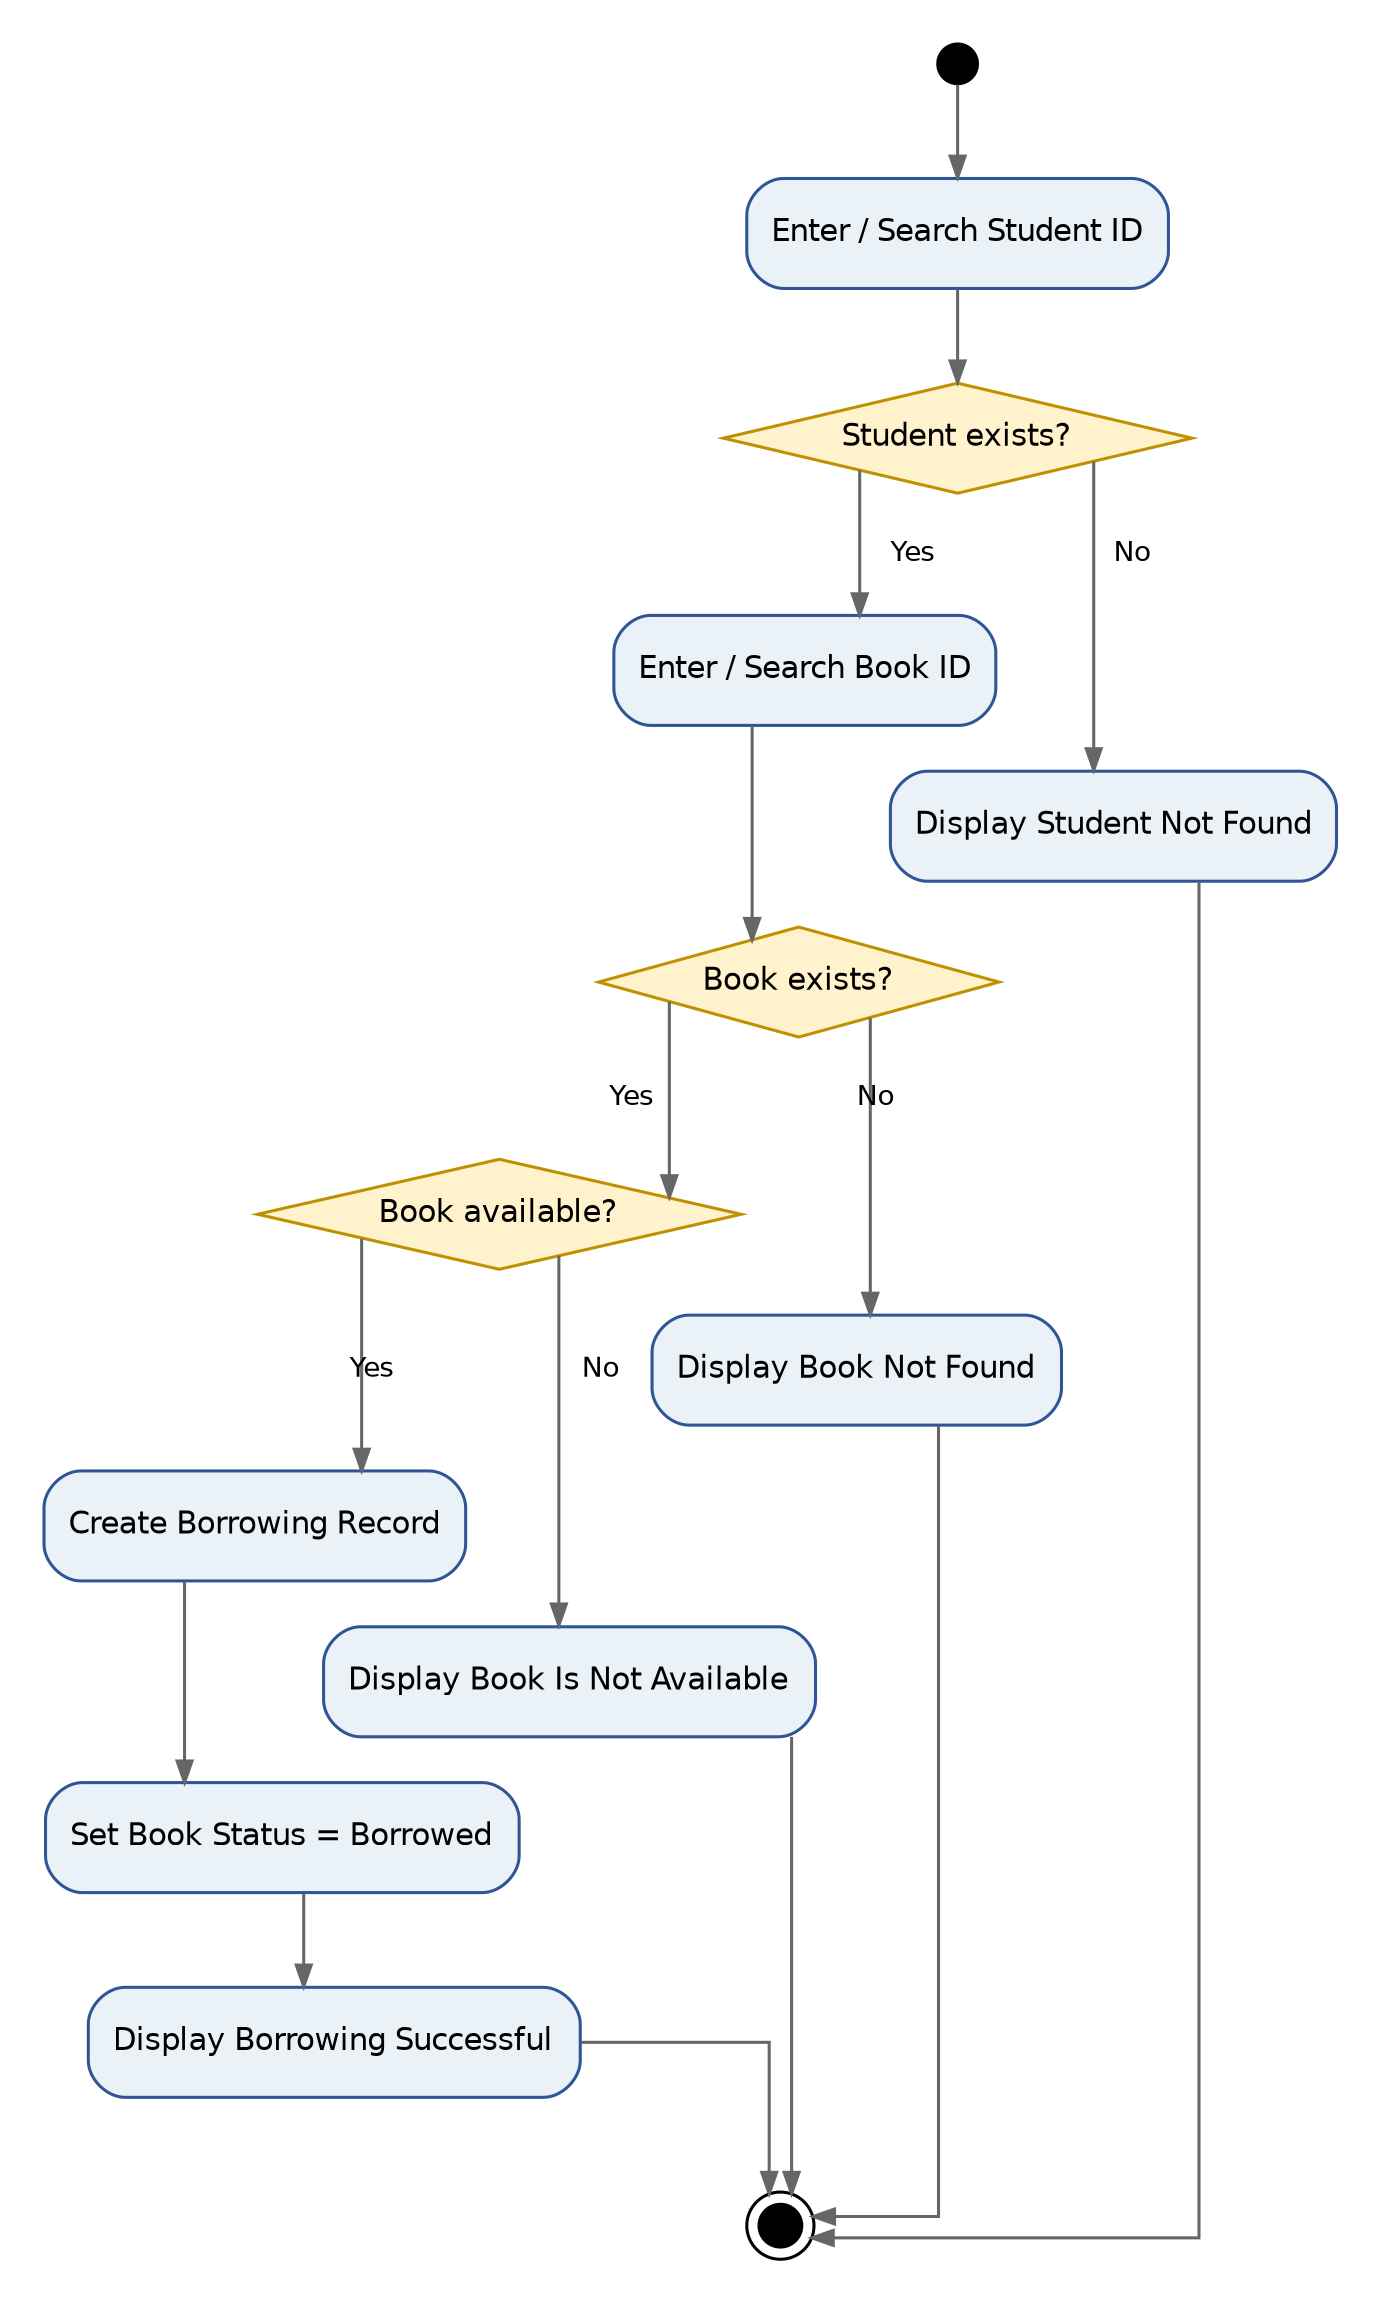 Enter / Search Student ID
Student exists?
Yes
No
Enter / Search Book ID
Display Student Not Found
Book exists?
Yes
No
Book available?
Yes
No
Display Book Not Found
Create Borrowing Record
Display Book Is Not Available
Set Book Status = Borrowed
Display Borrowing Successful